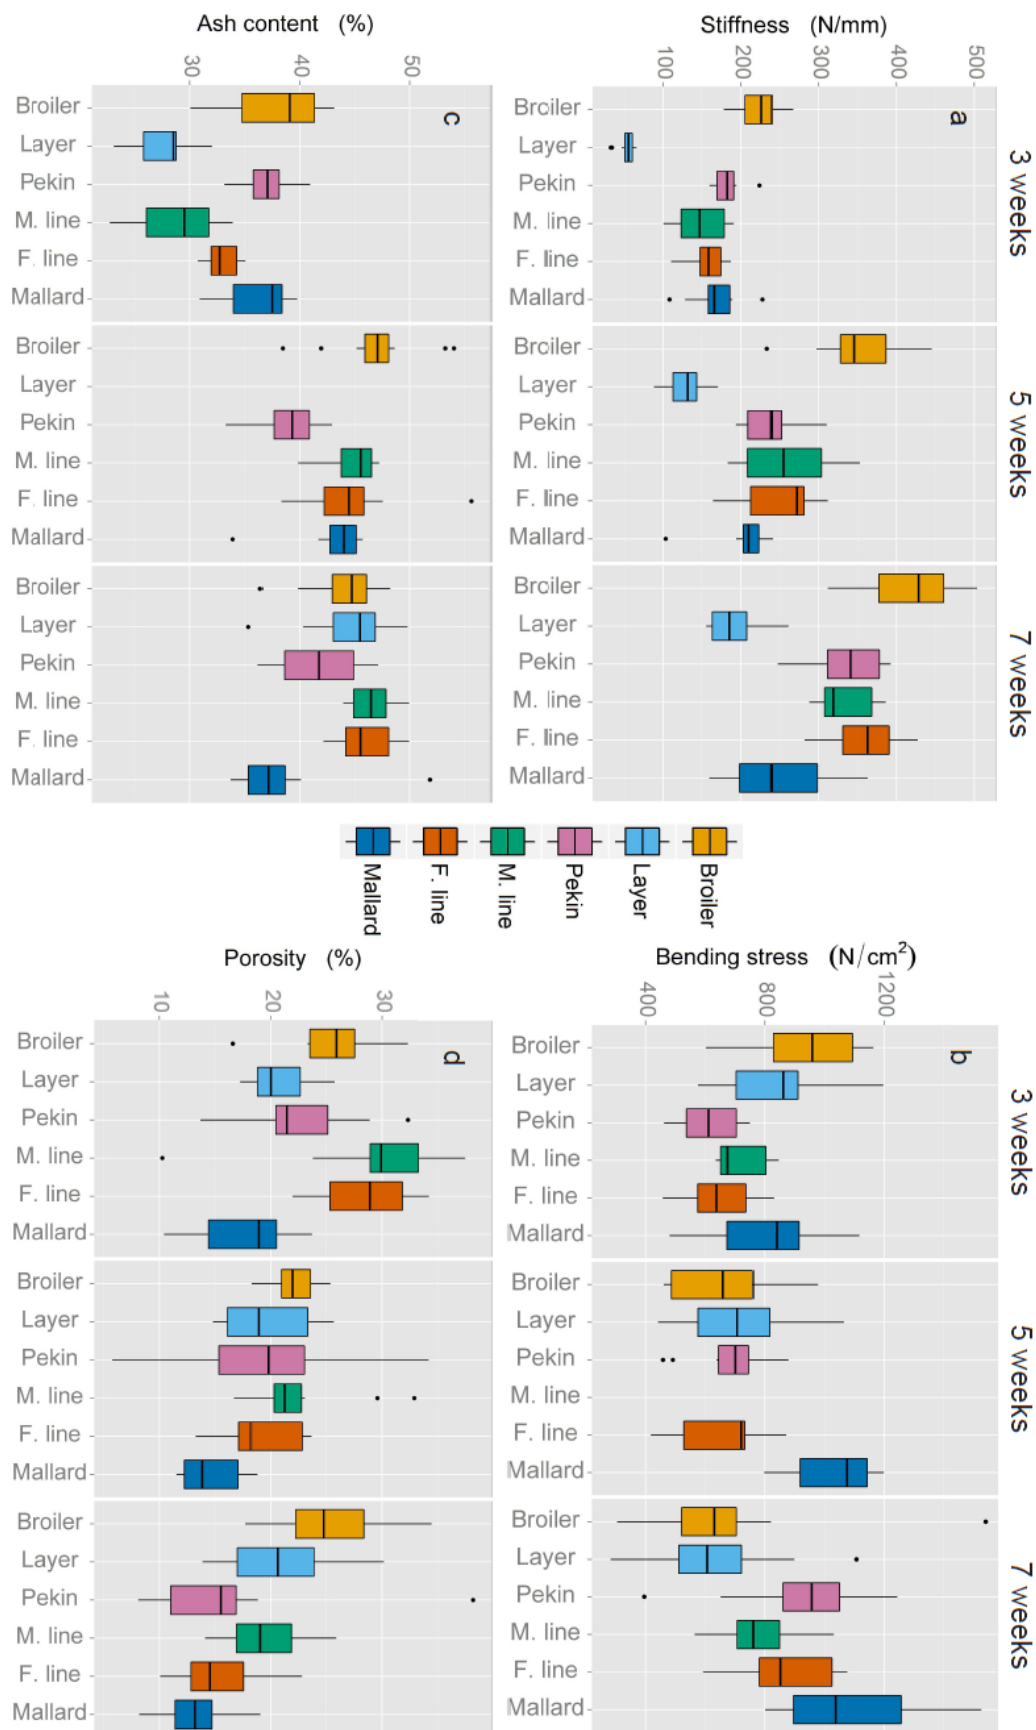 Ash content (%)
30
40
50
c
Broiler
Layer
Pekin
M. line
F. line
Mallard
Broiler
Layer
Pekin
M. line
F. line
Mallard
Broiler
Layer
Pekin
M. line
F. line
Mallard
Stiffness (N/mm)
100
200
300
400
500
a
3 weeks
Broiler
Layer
Pekin
M. line
F. line
Mallard
5 weeks
Broiler
Layer
Pekin
M. line
F. line
Mallard
7 weeks
Broiler
Layer
Pekin
M. line
F. line
Mallard
Mallard
F. line
M. line
Pekin
Layer
Broiler
Porosity (%)
10
20
30
d
Broiler
Layer
Pekin
M. line
F. line
Mallard
Broiler
Layer
Pekin
M. line
F. line
Mallard
Broiler
Layer
Pekin
M. line
F. line
Mallard
Bending stress (N/cm²)
400
800
1200
b
3 weeks
Broiler
Layer
Pekin
M. line
F. line
Mallard
5 weeks
Broiler
Layer
Pekin
M. line
F. line
Mallard
7 weeks
Broiler
Layer
Pekin
M. line
F. line
Mallard